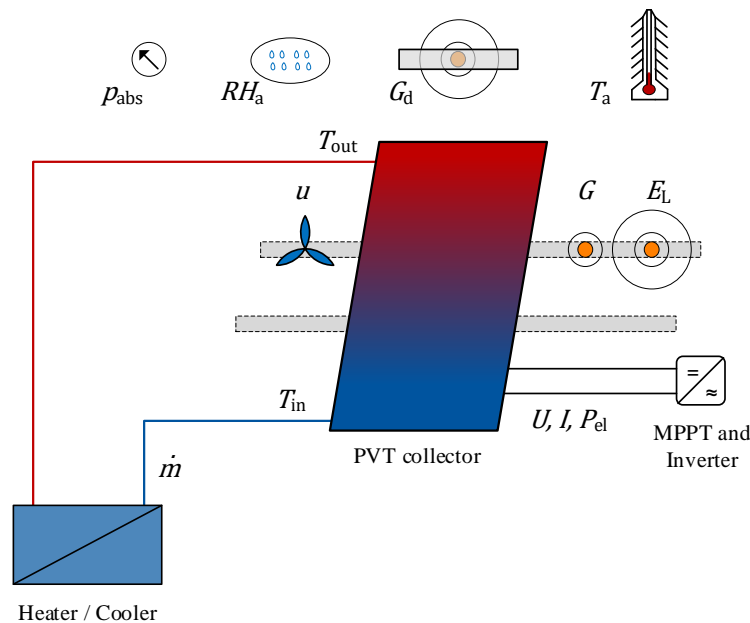 p_abs RH_a G_d T_a
T_out
u G E_L
T_in
U, I, P_el
=
≈
ṁ
PVT collector
MPPT and
Inverter
Heater / Cooler